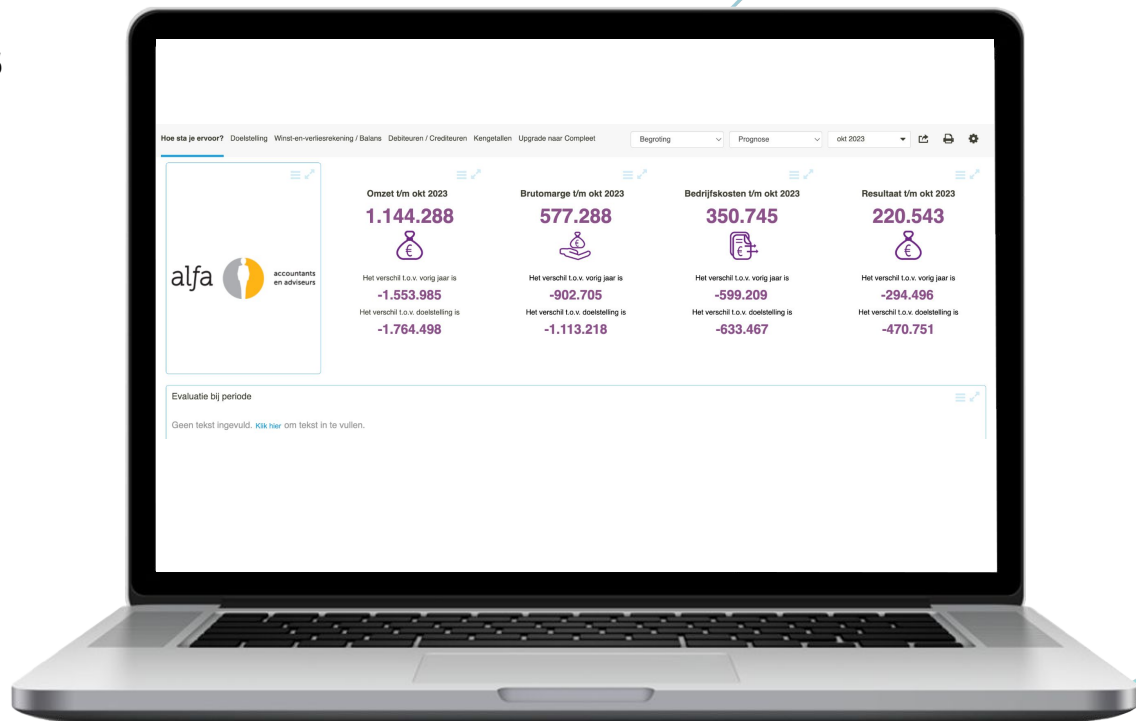 Hoe sta je ervoor? Doelstelling Winst-en-verliesrekening / Balans Debiteuren / Crediteuren Kengetallen Upgrade naar Compleet Begroting Prognose okt 2023
alfa accountants
en adviseurs
Omzet t/m okt 2023
1.144.288
€
Het verschil t.o.v. vorig jaar is
-1.553.985
Het verschil t.o.v. doelstelling is
-1.764.498
Brutomarge t/m okt 2023
577.288
€
Het verschil t.o.v. vorig jaar is
-902.705
Het verschil t.o.v. doelstelling is
-1.113.218
Bedrijfskosten t/m okt 2023
350.745
€
Het verschil t.o.v. vorig jaar is
-599.209
Het verschil t.o.v. doelstelling is
-633.467
Resultaat t/m okt 2023
220.543
€
Het verschil t.o.v. vorig jaar is
-294.496
Het verschil t.o.v. doelstelling is
-470.751
Evaluatie bij periode
Geen tekst ingevuld. Klik hier om tekst in te vullen.